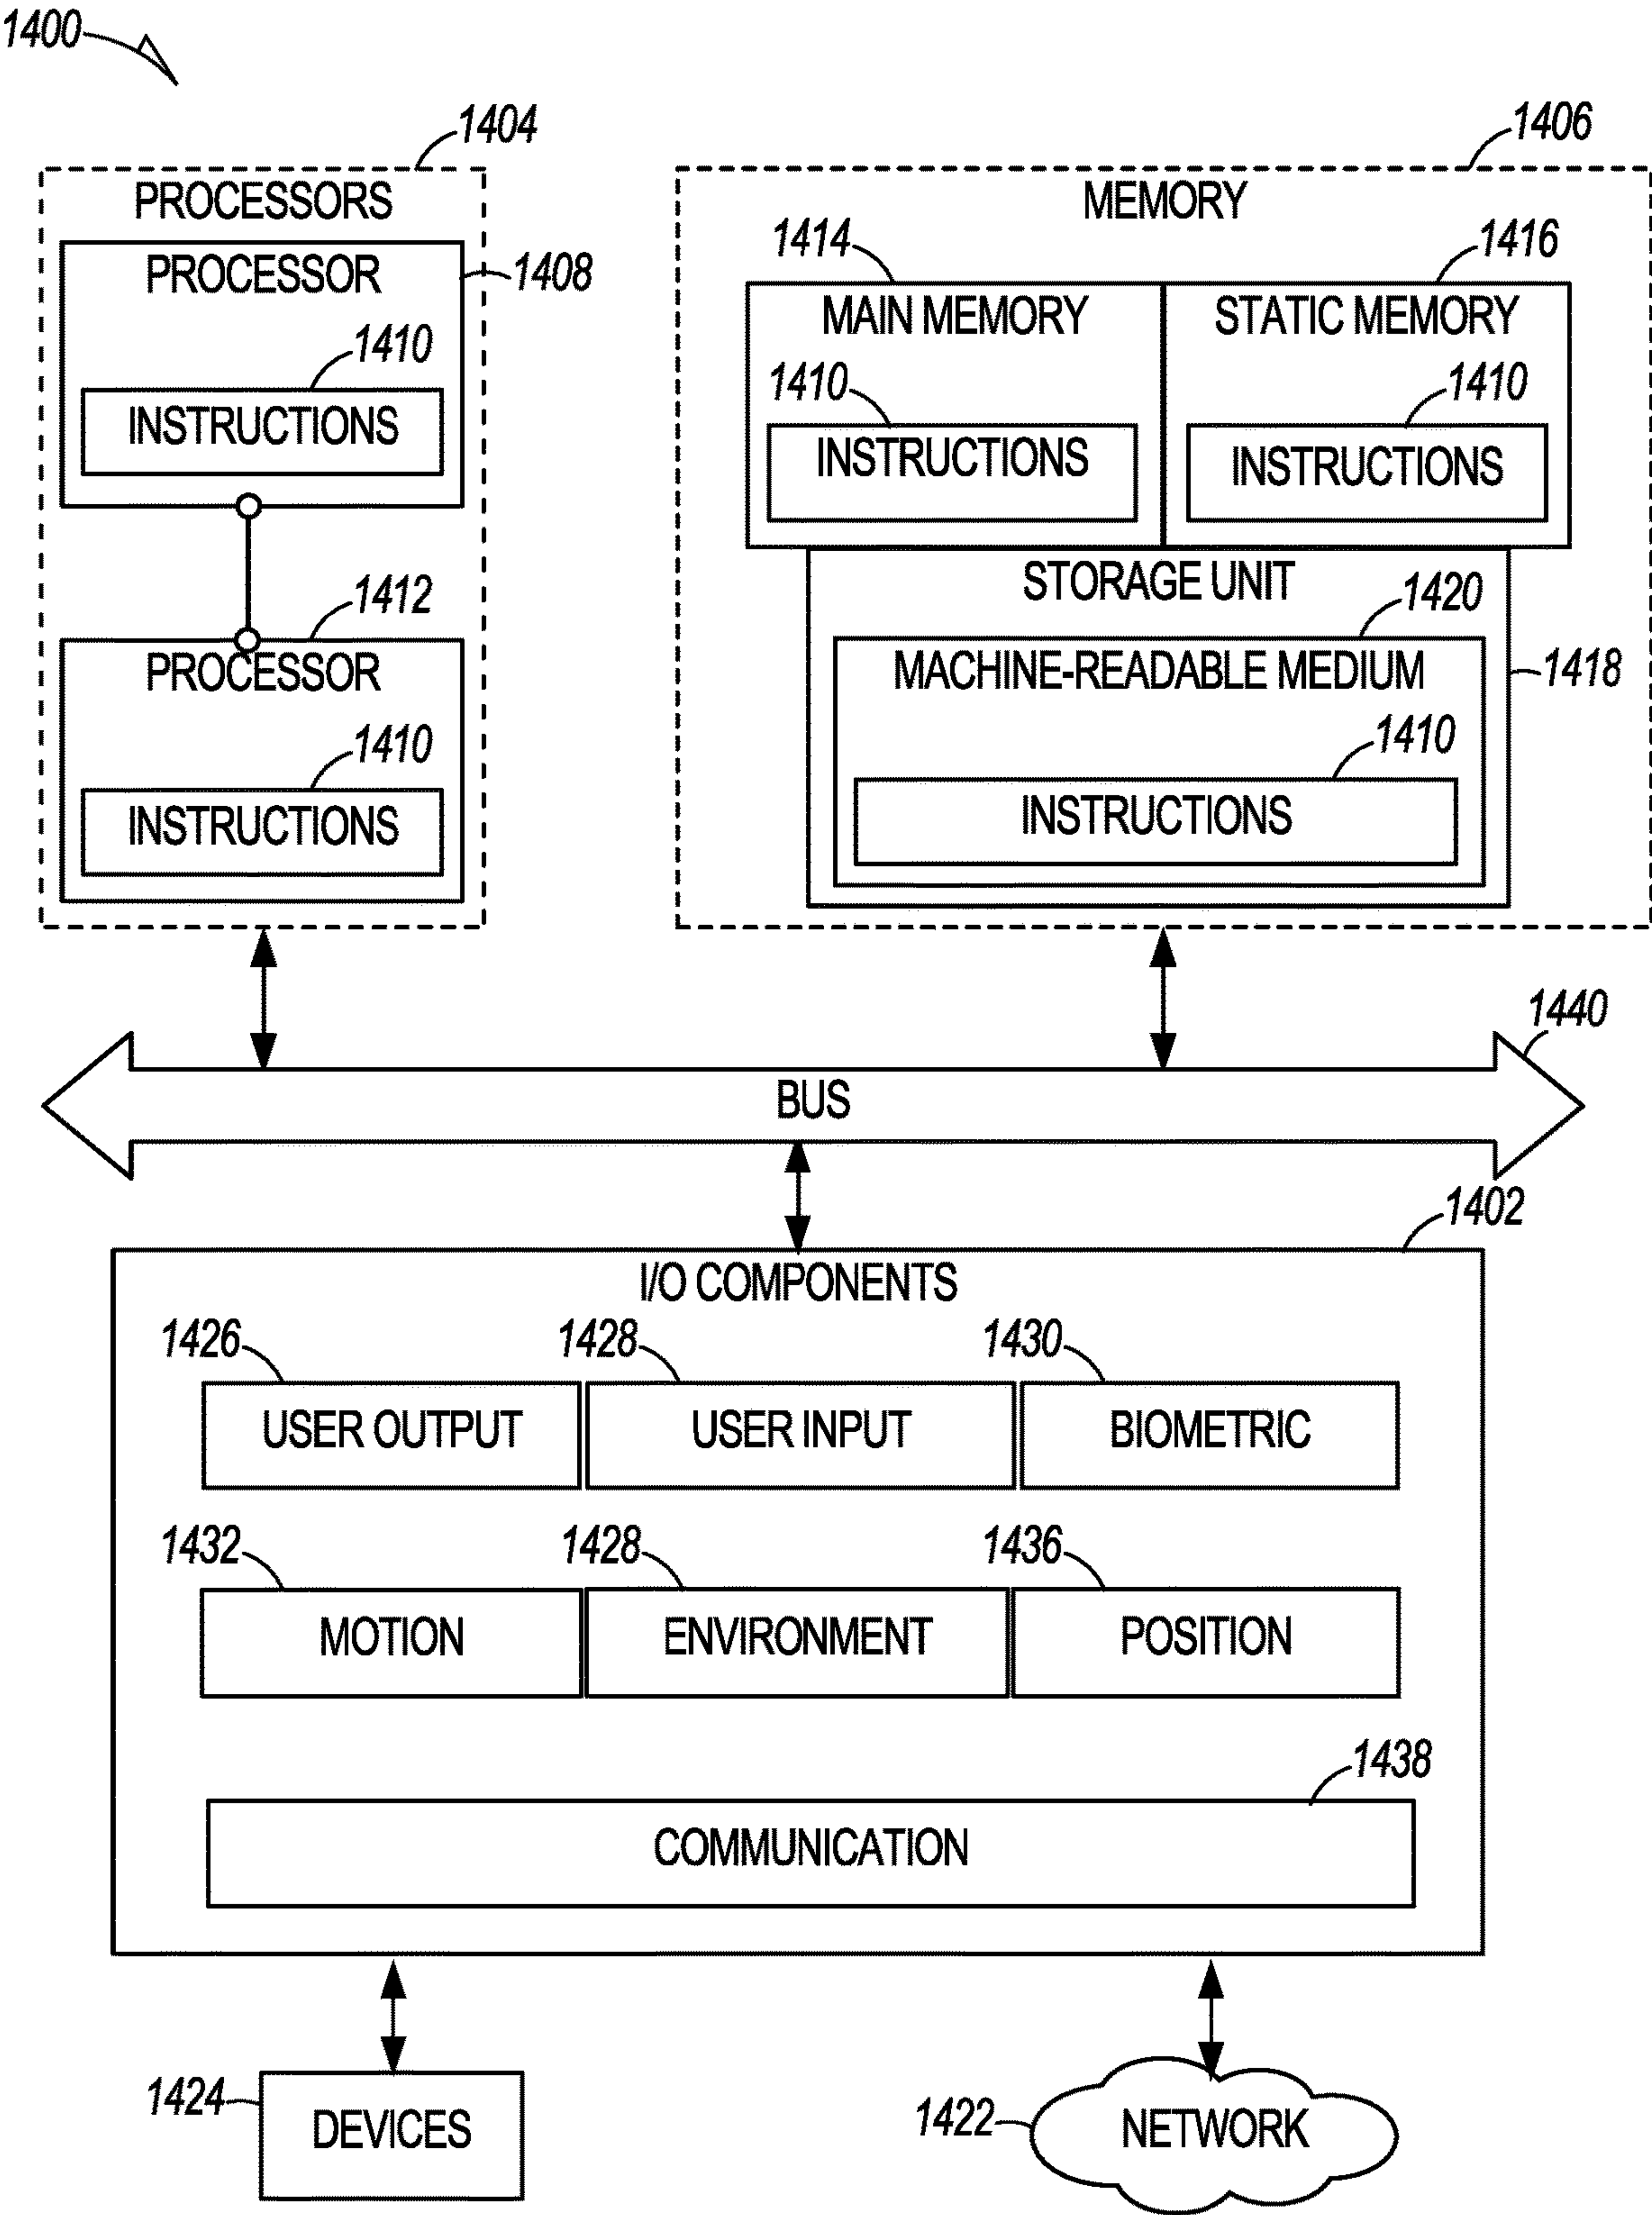 1400
1404
1406
PROCESSORS
MEMORY
PROCESSOR
1408
1410
INSTRUCTIONS
1412
PROCESSOR
1410
INSTRUCTIONS
1414
1416
MAIN MEMORY
STATIC MEMORY
1410
1410
INSTRUCTIONS
INSTRUCTIONS
STORAGE UNIT
1420
MACHINE-READABLE MEDIUM
1418
1410
INSTRUCTIONS
1440
BUS
1402
I/O COMPONENTS
1426
1428
1430
USER OUTPUT
USER INPUT
BIOMETRIC
1432
1428
1436
MOTION
ENVIRONMENT
POSITION
1438
COMMUNICATION
1424
DEVICES
1422
NETWORK